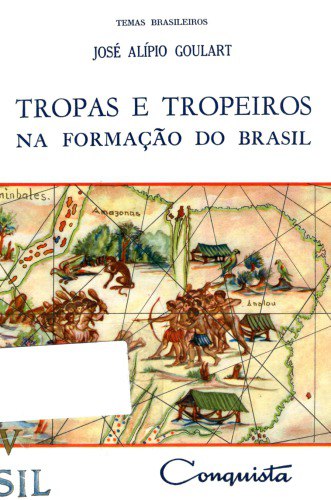 TEMAS BRASILEIROS
JOSÉ ALÍPIO GOULART
TROPAS E TROPEIROS
NA FORMAÇÃO DO BRASIL
Amazonas
V
SIL
Conquista